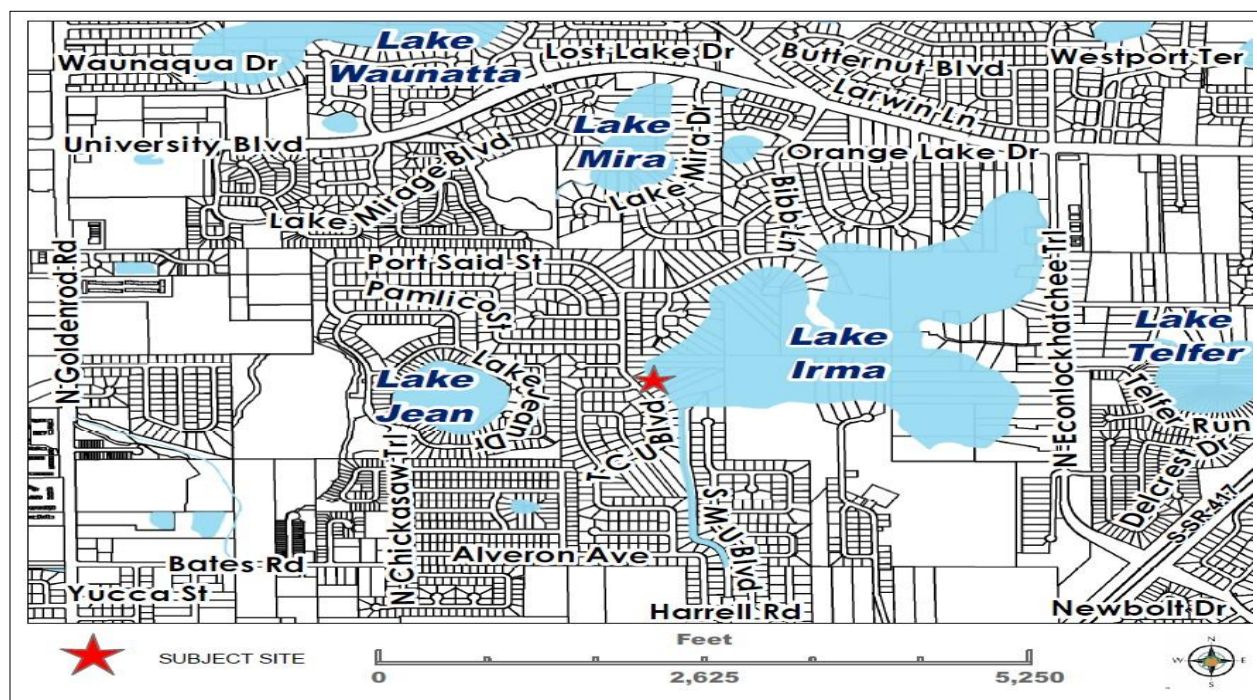 Lake
Waunatta
Waunaqua Dr
Lost Lake Dr
Butternut Blvd
Westport Ter
Larwin Ln
University Blvd
Lake
Mira
Lake Mira Dr
Orange Lake Dr
Lake Mirage Blvd
Bibb Ln
Port Said St
Pamlico St
N Goldenrod Rd
N Econlockhatchee Trl
Lake
Irma
Lake
Telfer
Lake
Jean
Lake Jean Dr
Telfer Run
T C U Blvd
N Chickasaw Trl
Delcrest Dr
SSR 417
W S U Blvd
Bates Rd
Alveron Ave
Yucca St
Harrell Rd
Newbolt Dr
SUBJECT SITE
Feet
0 2,625 5,250
N
W E
S